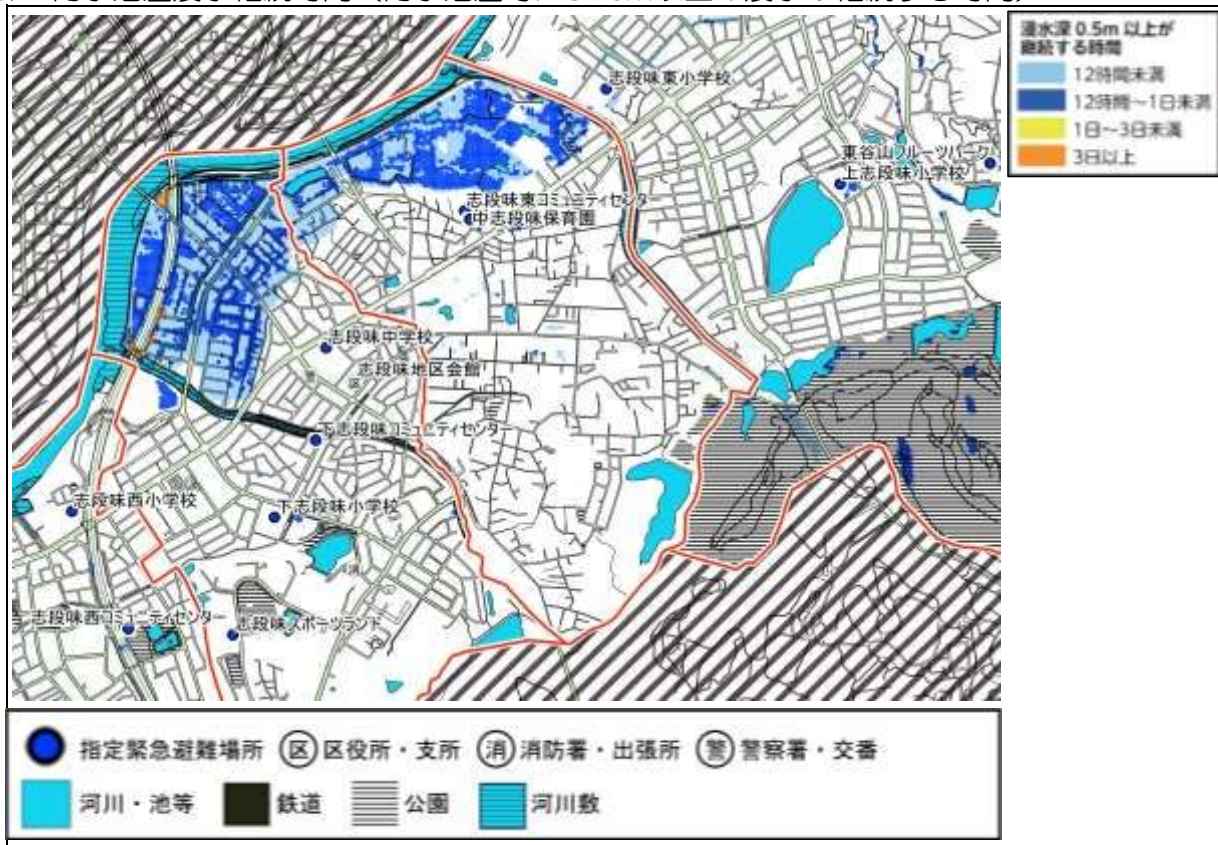 浸水深 0.5m 以上が
継続する時間
12時間未満
12時間～1日未満
1日～3日未満
3日以上
志段味東小学校
東谷山フルーツパーク
上志段味小学校
志段味東コミュニティセンター
中志段味保育園
志段味中学校
志段味地区会館
区
下志段味コミュニティセンター
志段味西小学校
下志段味小学校
消
志段味西コミュニティセンター
志段味スポーツランド
指定緊急避難場所 区 区役所・支所 消 消防署・出張所 警 警察署・交番
河川・池等 鉄道 公園 河川敷